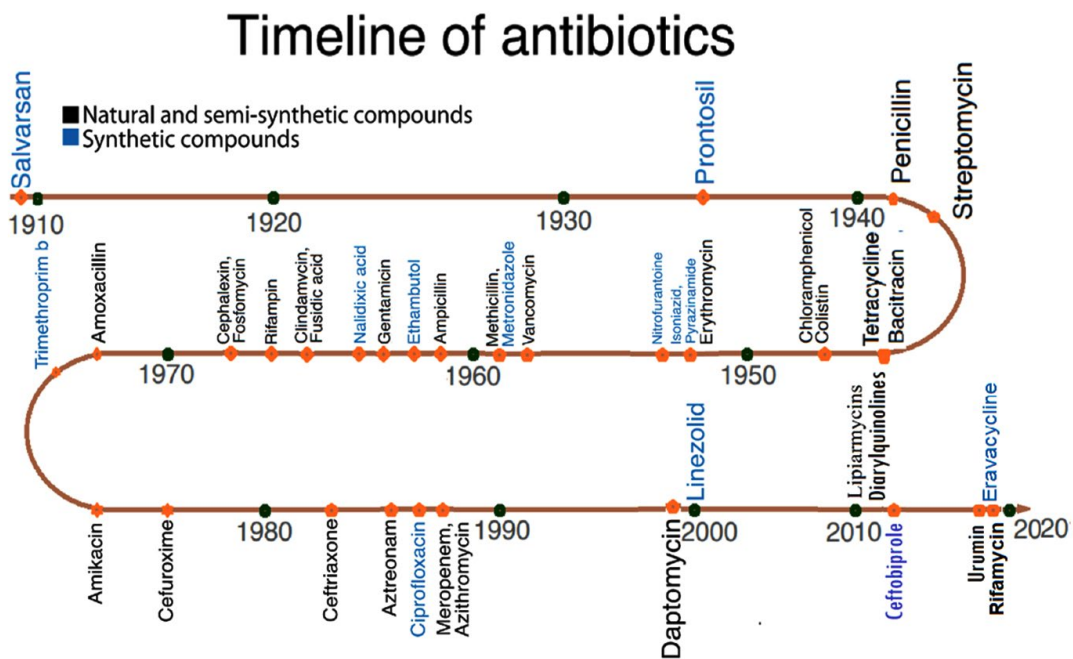 Timeline of antibiotics
Natural and semi-synthetic compounds
Synthetic compounds
Salvarsan
Prontosil
Penicillin
Streptomycin
1910
1920
1930
1940
Trimethroprim b
Amoxacillin
Cephalexin,
Fostomycin
Rifampin
Clindamvcin,
Fusidic acid
Nalidixic acid
Gentamicin
Ethambutol
Ampicillin
Methicillin,
Metronidazole
Vancomycin
Nitrofurantoine
Isoniazid,
Pyrazinamide
Erythromycin
Chloramphenicol
Colistin
Tetracycline
Bacitracin
1970
1960
1950
Linezolid
Lipiarmycins
Diarylquinolines
Eravacycline
1980
1990
2000
2010
2020
Amikacin
Cefuroxime
Ceftriaxone
Aztreonam
Ciprofloxacin
Meropenem,
Azithromycin
Daptomycin
Ceftobiprole
Urumin
Rifamycin